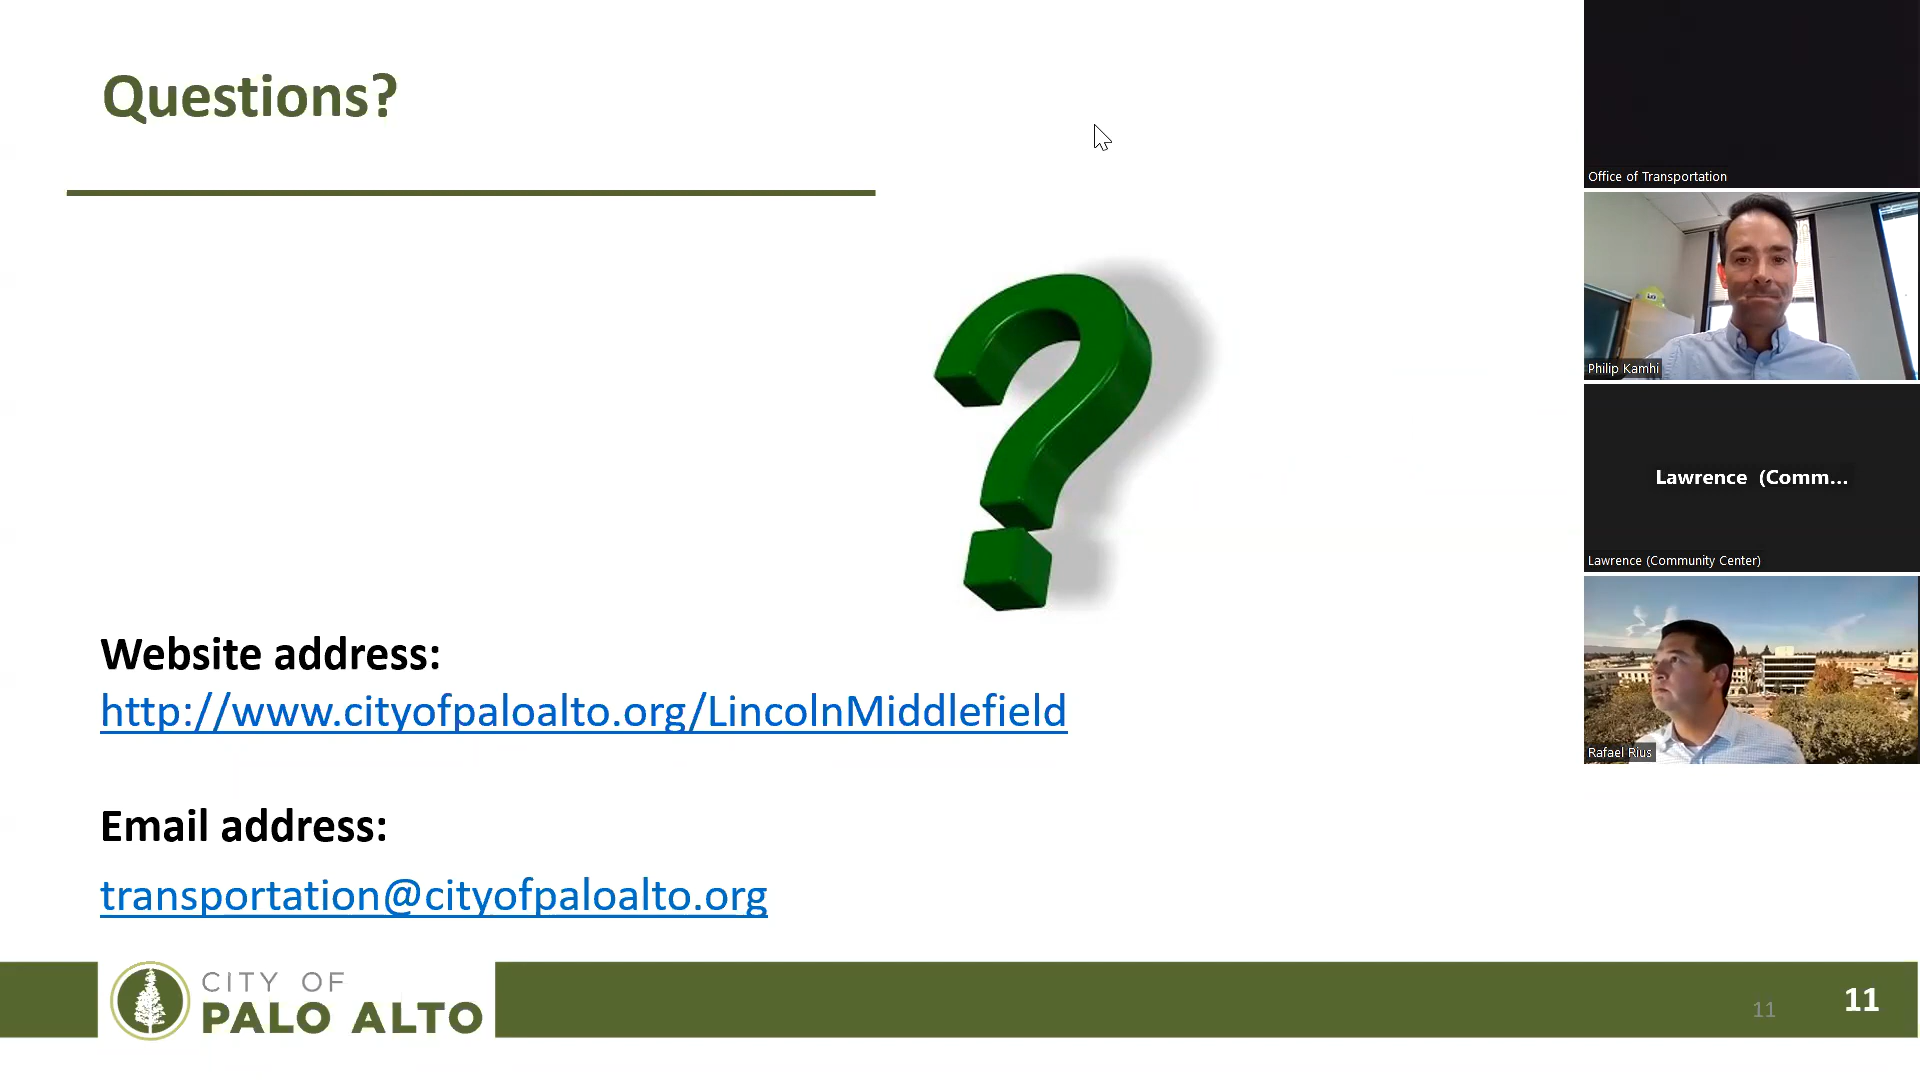 Questions?
Website address:
http://www.cityofpaloalto.org/LincolnMiddlefield
Email address:
transportation@cityofpaloalto.org
CITY OF
PALO ALTO
11
11
Office of Transportation
Philip Kamhi
Lawrence (Comm...
Lawrence (Community Center)
Rafael Rius